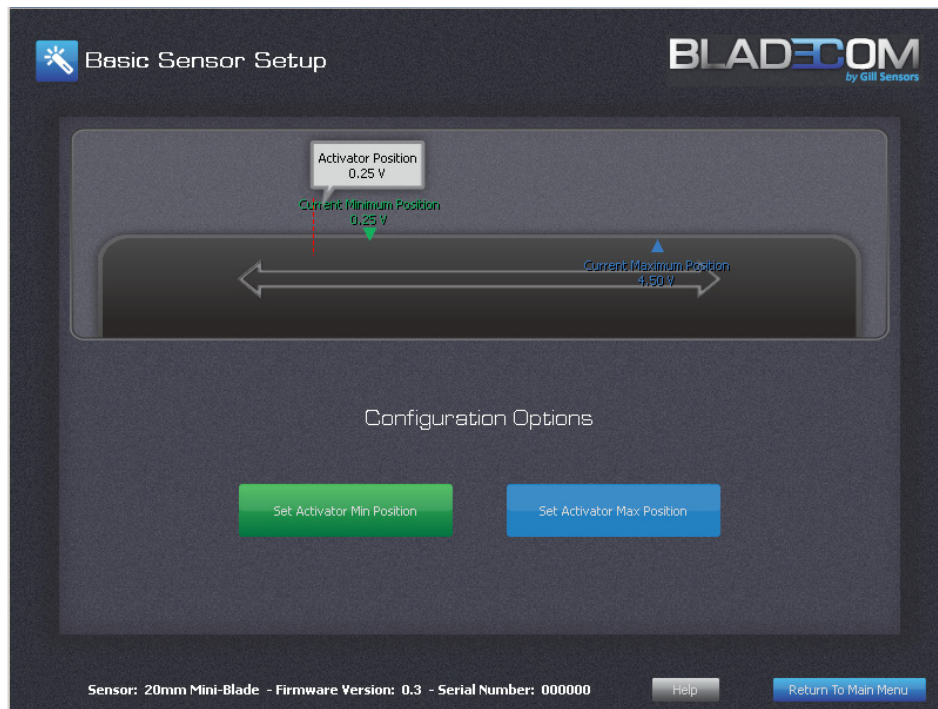 Basic Sensor Setup
BLADECOM
by Gill Sensors
Activator Position
0.25 V
Current Minimum Position
0.25 V
Current Maximum Position
4.50 V
Configuration Options
Set Activator Min Position
Set Activator Max Position
Sensor: 20mm Mini-Blade - Firmware Version: 0.3 - Serial Number: 000000
Help
Return To Main Menu